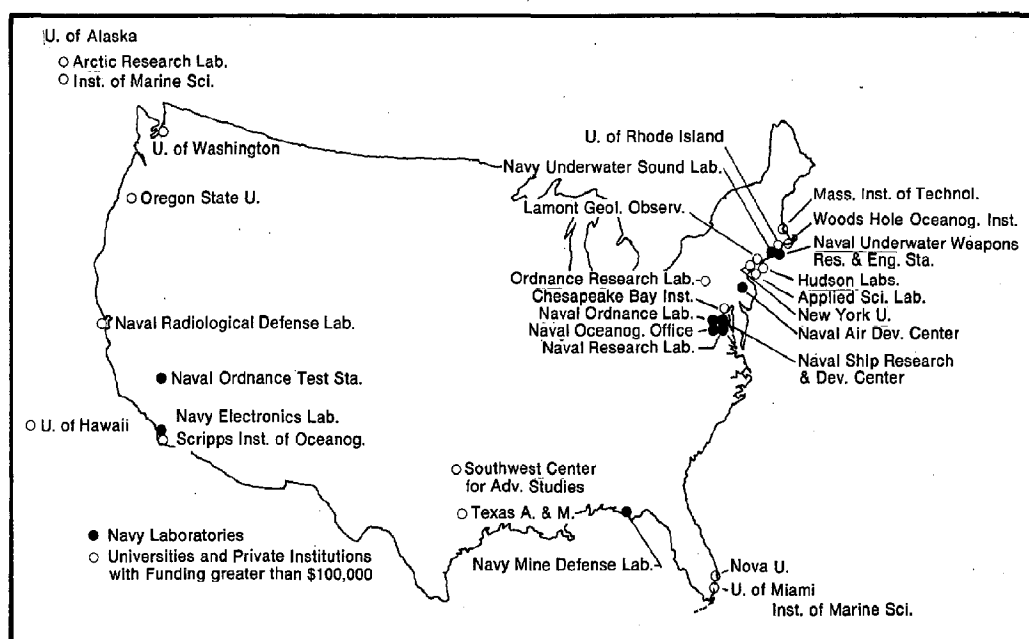 U. of Alaska
Arctic Research Lab.
Inst. of Marine Sci.
U. of Washington
Oregon State U.
Naval Radiological Defense Lab.
Naval Ordnance Test Sta.
Navy Electronics Lab.
U. of Hawaii
Scripps Inst. of Oceanog.
U. of Rhode Island
Navy Underwater Sound Lab.
Lamont Geol. Observ.
Mass. Inst. of Technol.
Woods Hole Oceanog. Inst.
Naval Underwater Weapons
Res. & Eng. Sta.
Ordnance Research Lab.
Hudson Labs.
Chesapeake Bay Inst.
Applied Sci. Lab.
Naval Ordnance Lab.
New York U.
Naval Oceanog. Office
Naval Air Dev. Center
Naval Research Lab.
Naval Ship Research
& Dev. Center
Southwest Center
for Adv. Studies
Texas A. & M.
Navy Mine Defense Lab.
Nova U.
U. of Miami
Inst. of Marine Sci.
Navy Laboratories
Universities and Private Institutions
with Funding greater than $100,000